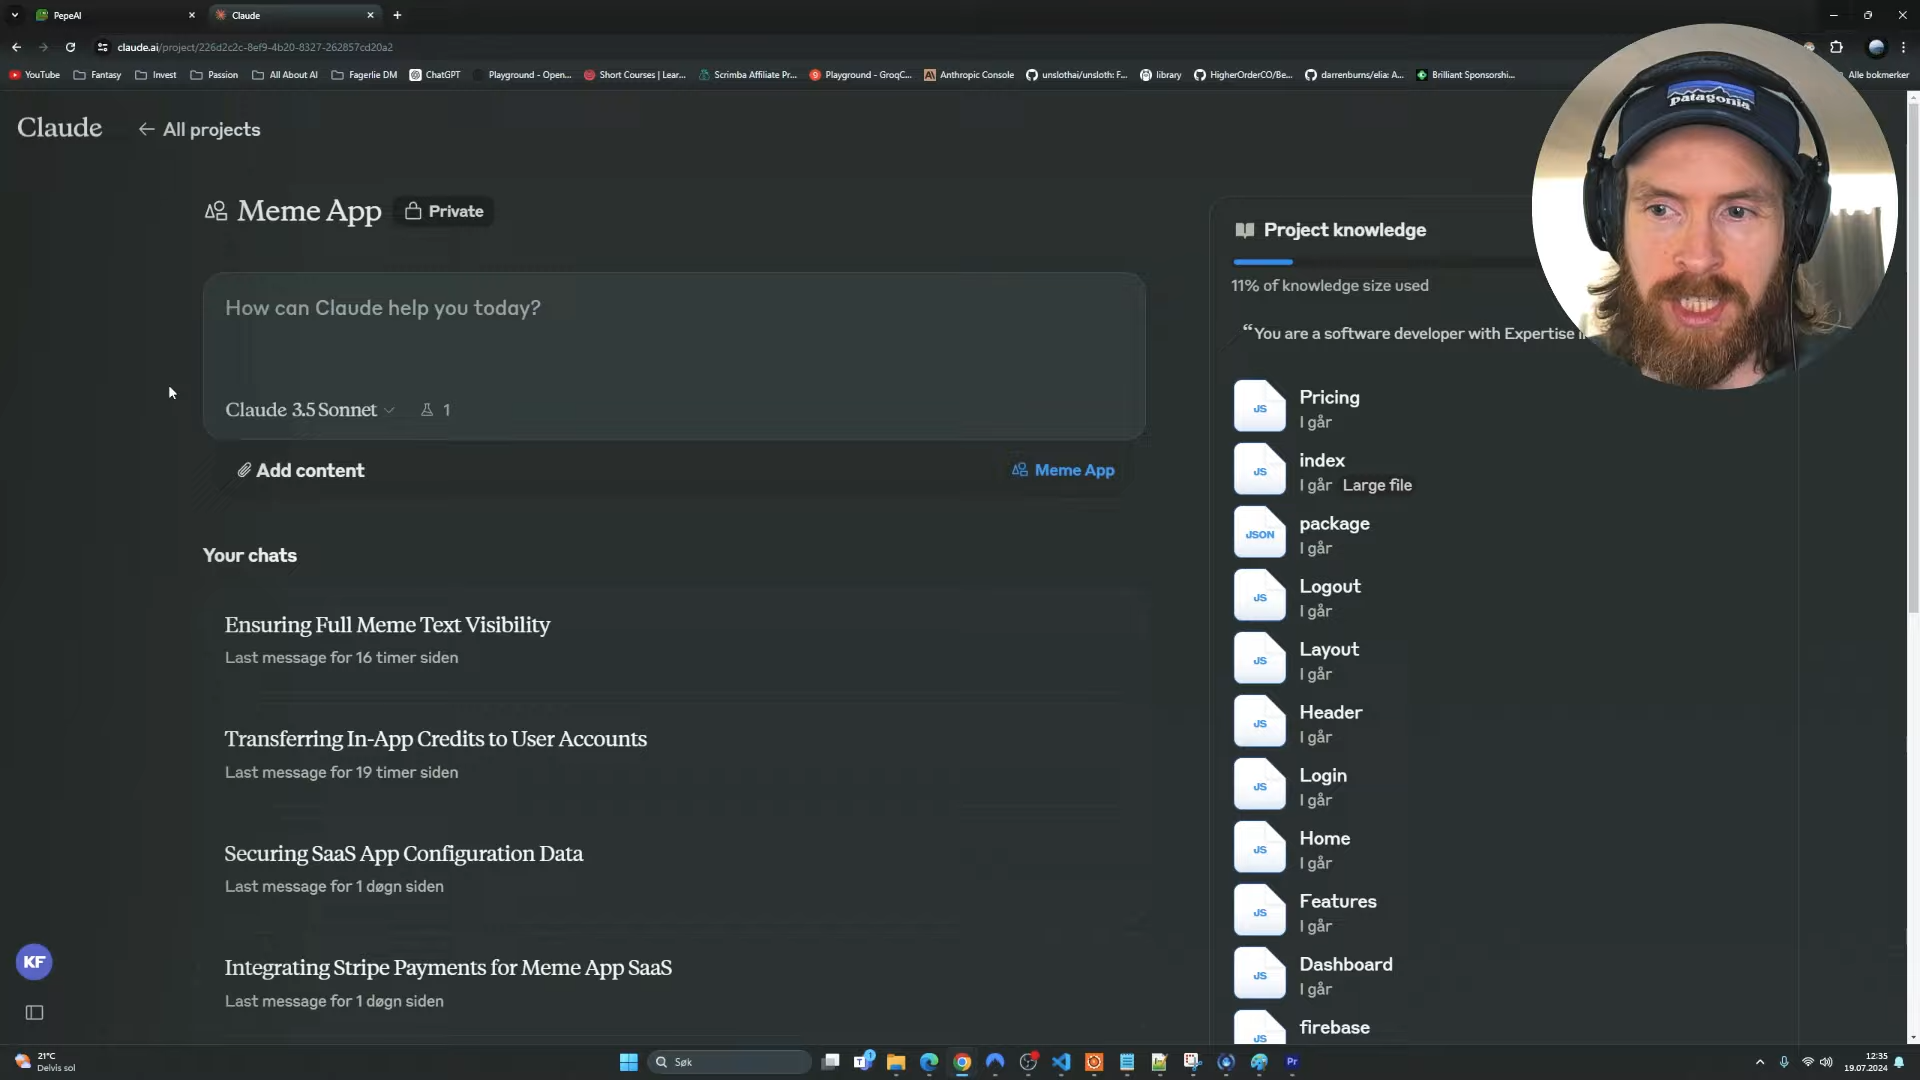 PepeAI
Claude
claude.ai/project/226d2c2c-8ef9-4b20-8327-262857cd20a2
YouTube Fantasy Invest Passion All About AI Fagerlie DM ChatGPT Playground - Open... Short Courses | Lear... Scrimba Affiliate Pr... Playground - GroqC... Anthropic Console unslothai/unsloth: F... library HigherOrderCO/Be... darrenburns/elia: A... Brilliant Sponsorshi... Alle bokmerker
Claude
← All projects
Meme App
Private
How can Claude help you today?
Claude 3.5 Sonnet
1
Add content
Meme App
Your chats
Ensuring Full Meme Text Visibility
Last message for 16 timer siden
Transferring In-App Credits to User Accounts
Last message for 19 timer siden
Securing SaaS App Configuration Data
Last message for 1 døgn siden
Integrating Stripe Payments for Meme App SaaS
Last message for 1 døgn siden
Project knowledge
11% of knowledge size used
“You are a software developer with Expertise i
JS
Pricing
I går
JS
index
I går Large file
JSON
package
I går
JS
Logout
I går
JS
Layout
I går
JS
Header
I går
JS
Login
I går
JS
Home
I går
JS
Features
I går
JS
Dashboard
I går
JS
firebase
patagonia
KF
21°C
Delvis sol
Søk
12:35
19.07.2024